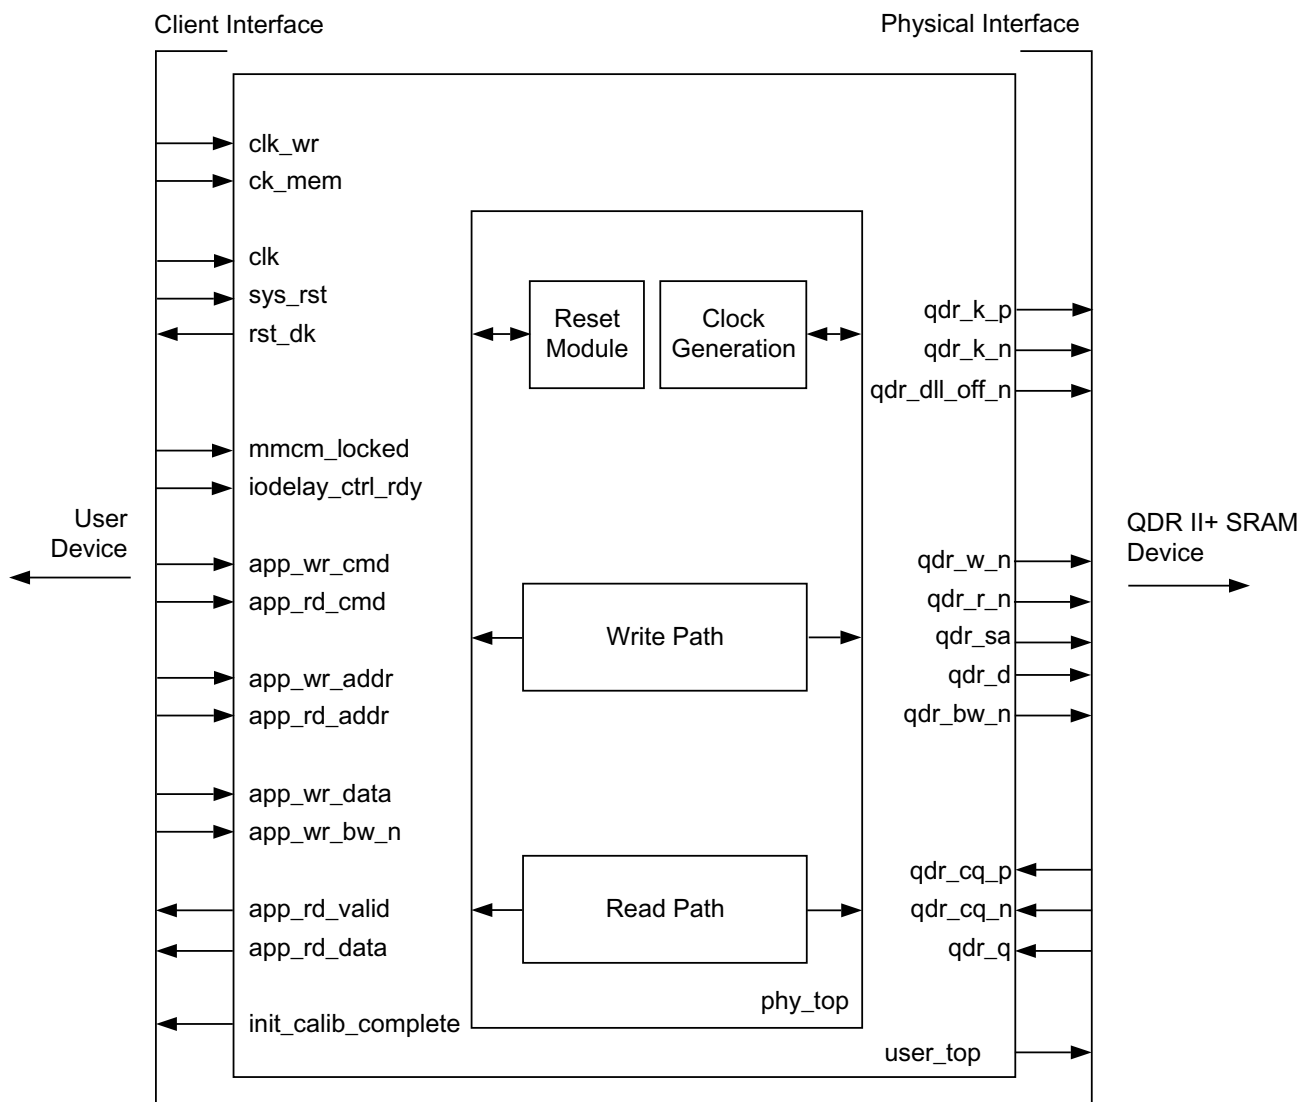 Client Interface
Physical Interface
clk_wr
ck_mem
clk
sys_rst
rst_dk
mmcm_locked
iodelay_ctrl_rdy
User
Device
app_wr_cmd
app_rd_cmd
app_wr_addr
app_rd_addr
app_wr_data
app_wr_bw_n
app_rd_valid
app_rd_data
init_calib_complete
Reset
Module
Clock
Generation
Write Path
Read Path
phy_top
qdr_k_p
qdr_k_n
qdr_dll_off_n
qdr_w_n
qdr_r_n
qdr_sa
qdr_d
qdr_bw_n
qdr_cq_p
qdr_cq_n
qdr_q
user_top
QDR II+ SRAM
Device